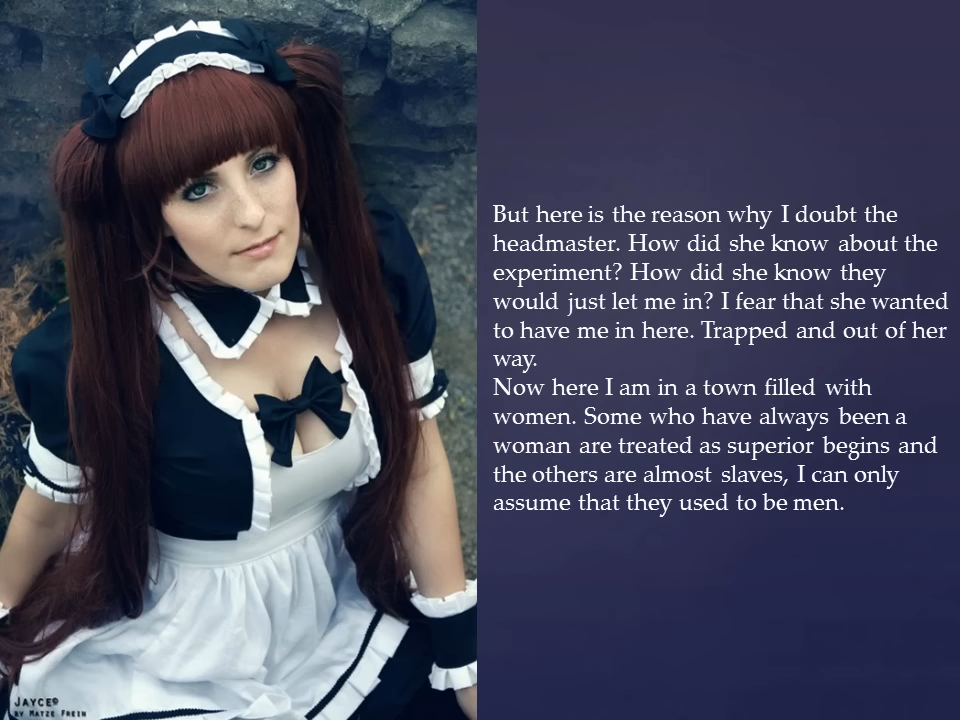 But here is the reason why I doubt the
headmaster. How did she know about the
experiment? How did she know they
would just let me in? I fear that she wanted
to have me in here. Trapped and out of her
way.
Now here I am in a town filled with
women. Some who have always been a
woman are treated as superior begins and
the others are almost slaves, I can only
assume that they used to be men.
JAYCE©
BY MATZE FREIN